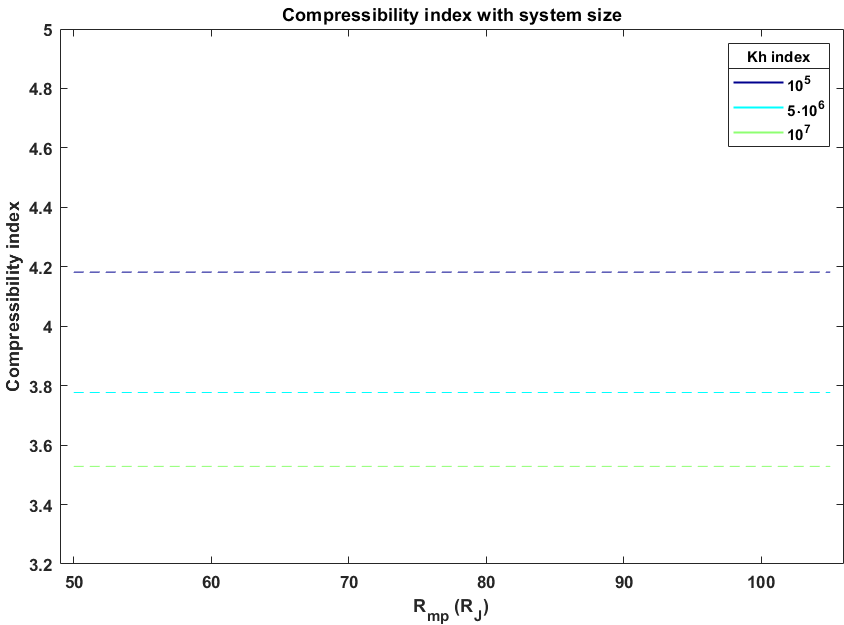 Compressibility index with system size
5
4.8
4.6
4.4
4.2
4
3.8
3.6
3.4
3.2
Compressibility index
Kh index
10^5
5·10^6
10^7
50 60 70 80 90 100
R_mp (R_J)